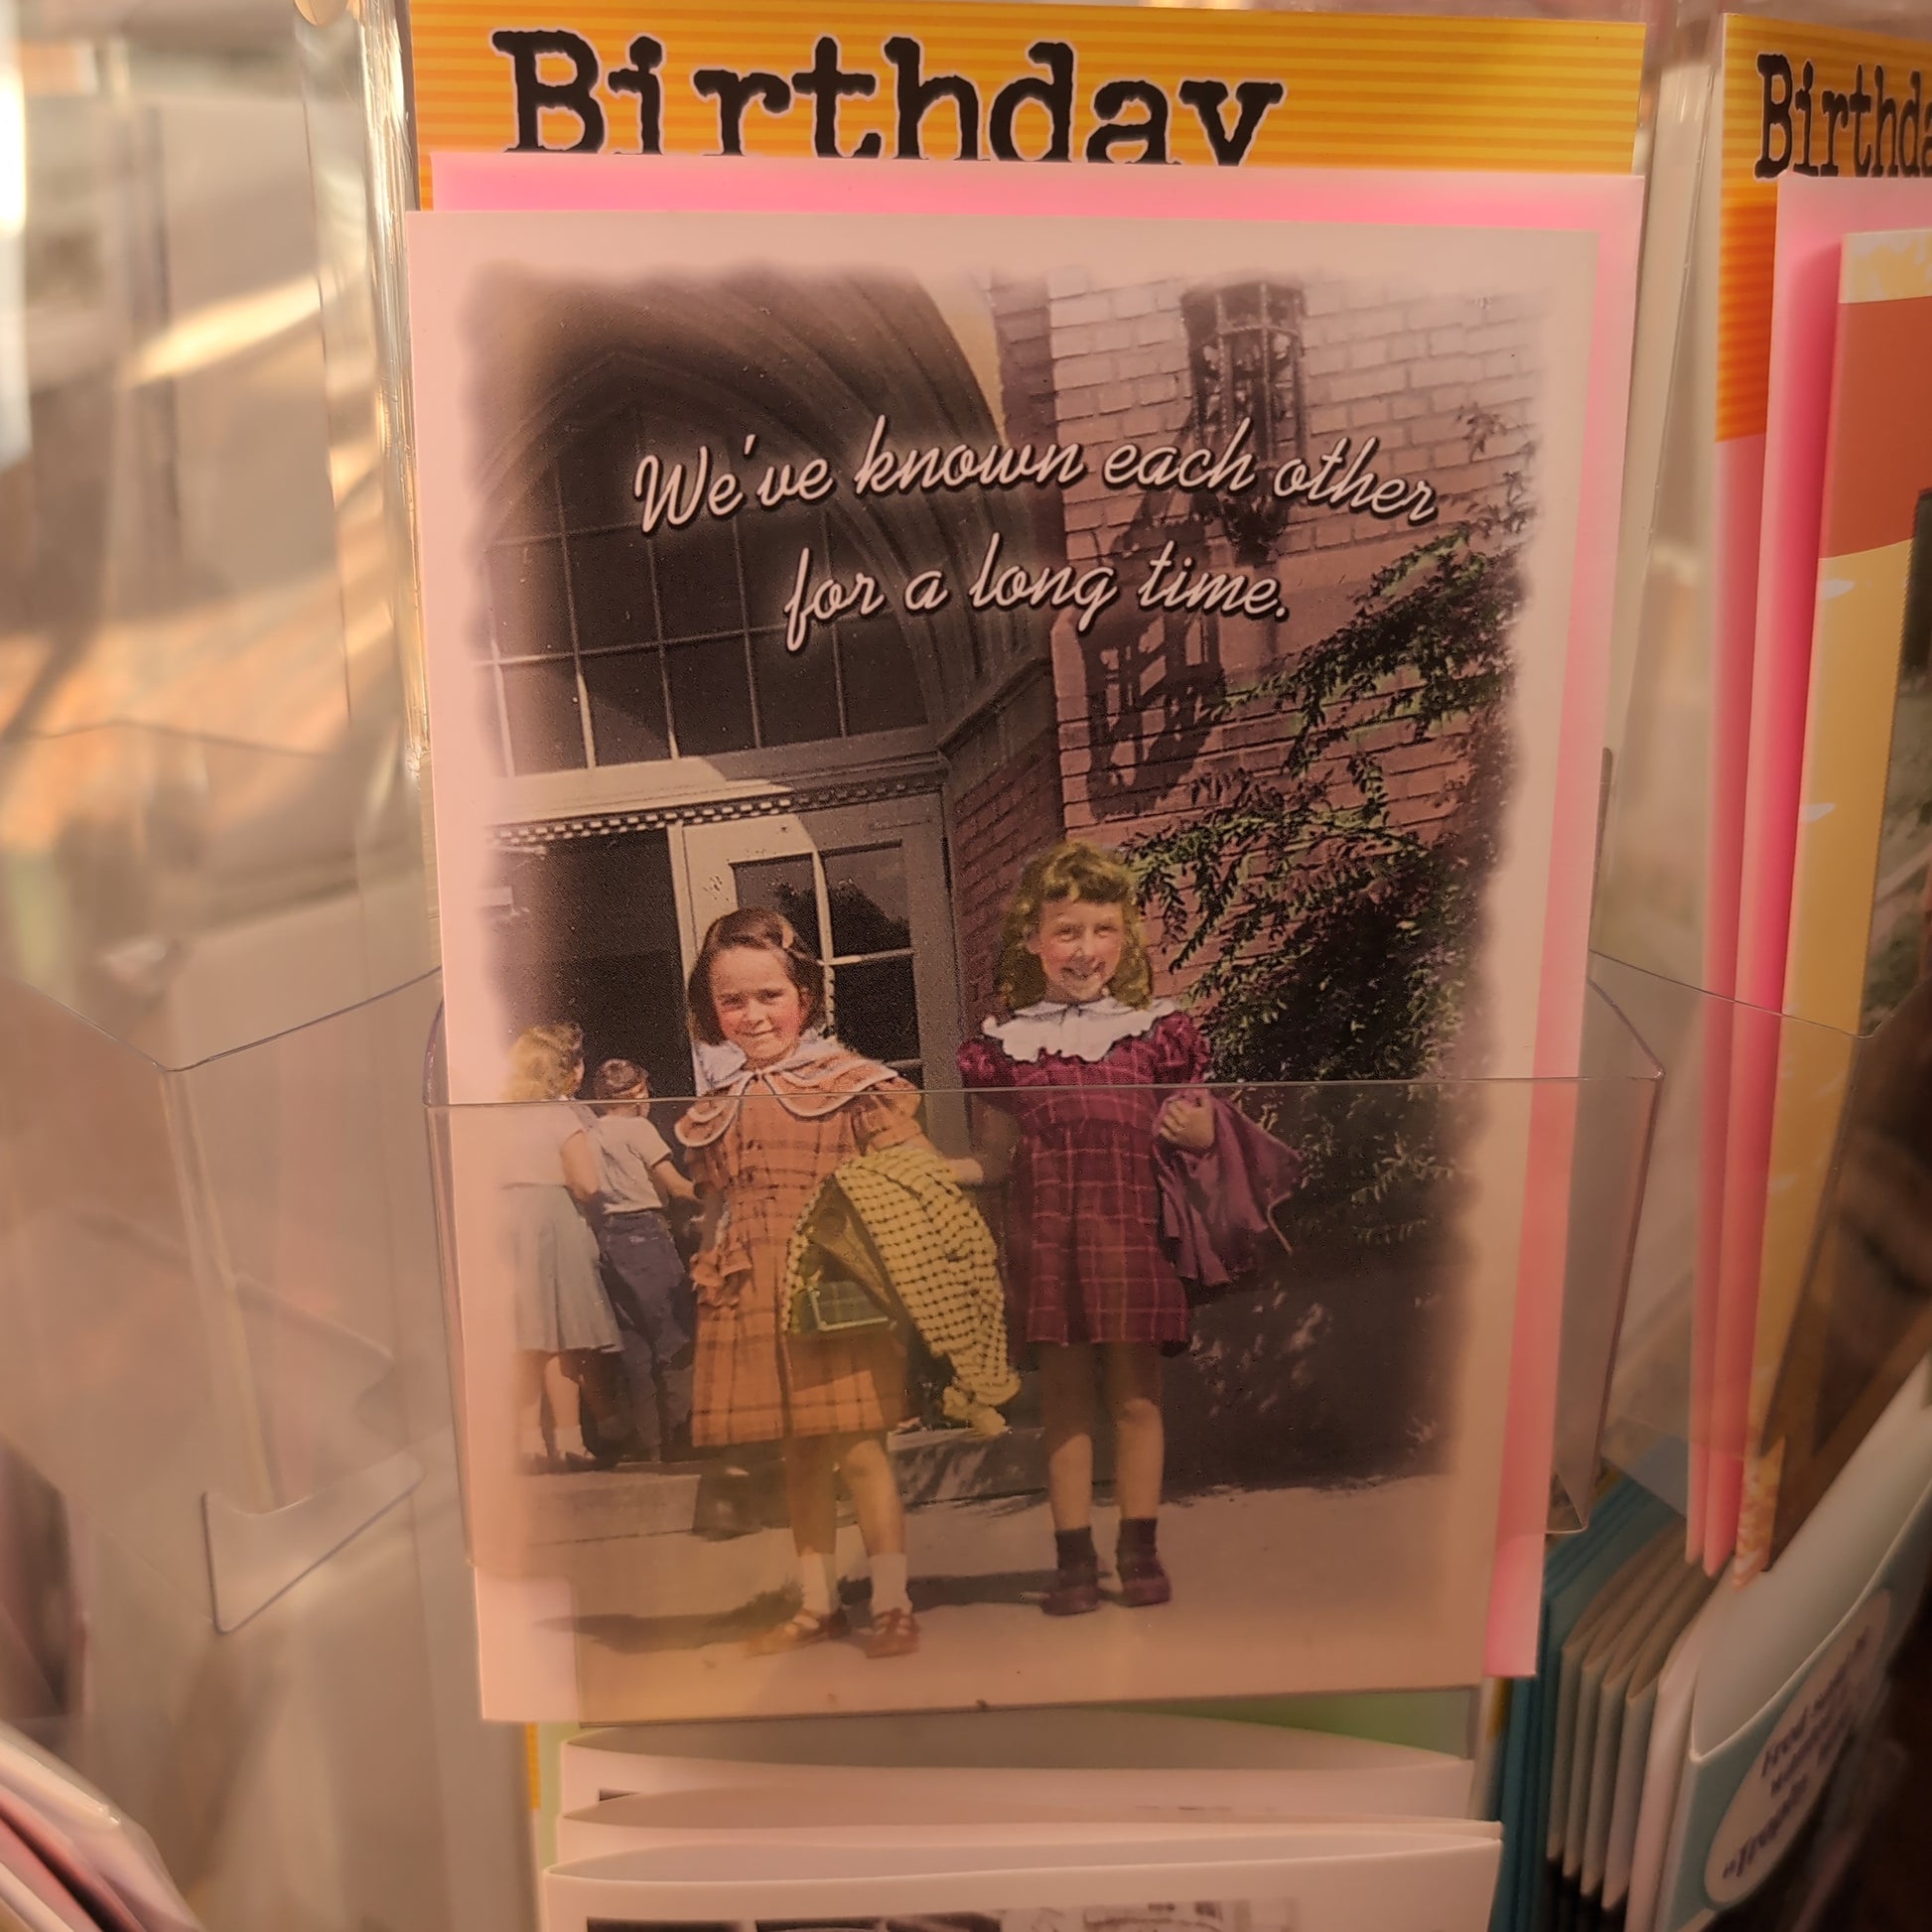 Birthday
We've known each other
for a long time.
Birthda